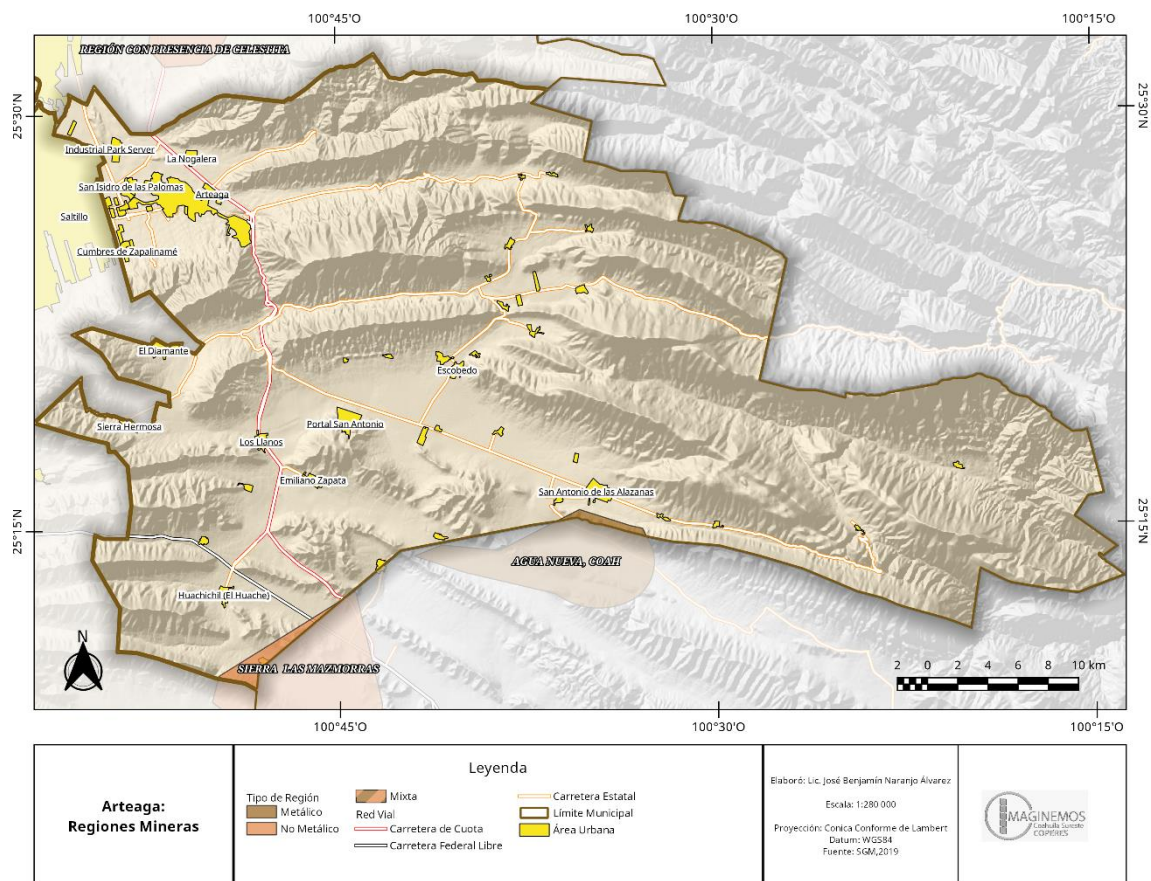 100°45'O
100°30'O
100°15'O
REGIÓN CON PRESENCIA DE CELESTITA
25°30'N
25°30'N
Industrial Park Server
La Nogalera
San Isidro de las Palomas
Arteaga
Saltillo
Cumbres de Zapalinamé
El Diamante
Escobedo
Sierra Hermosa
Portal San Antonio
Los Llanos
Emiliano Zapata
San Antonio de las Alazanas
25°15'N
25°15'N
AGUA NUEVA, COAH
Huachichil (El Huache)
N
SIERRA LAS MAZMORRAS
2 0 2 4 6 8 10 km
100°45'O
100°30'O
100°15'O
Arteaga:
Regiones Mineras
Leyenda
Tipo de Región
Metálico
No Metálico
Mixta
Red Vial
Carretera de Cuota
Carretera Federal Libre
Carretera Estatal
Límite Municipal
Área Urbana
Elaboró: Lic. José Benjamín Naranjo Álvarez
Escala: 1:280 000
Proyección: Conica Conforme de Lambert
Datum: WGS84
Fuente: SGM,2019
IMAGINEMOS
Coahuila Sureste
COPERES